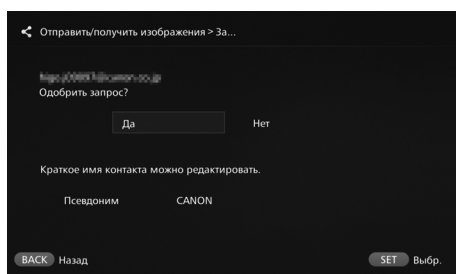 Отправить/получить изображения > За...
Одобрить запрос?
Да Нет
Краткое имя контакта можно редактировать.
Псевдоним CANON
BACK Назад SET Выбр.